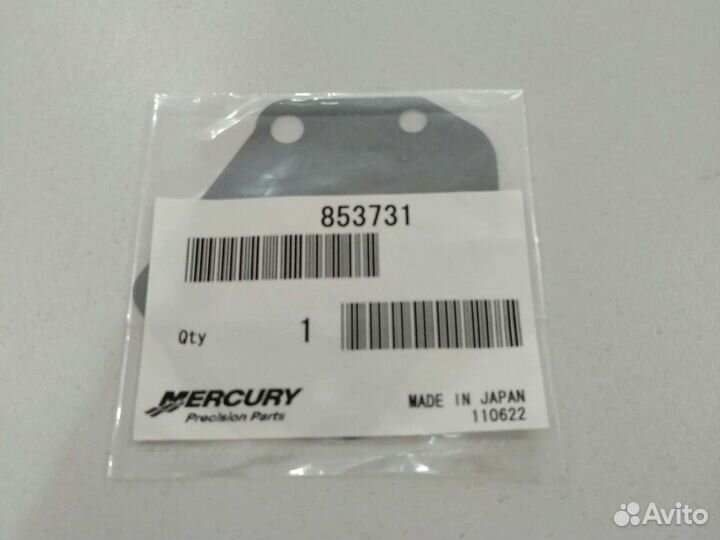 853731
Qty 1
MERCURY
Precision Parts
MADE IN JAPAN
110622
Avito